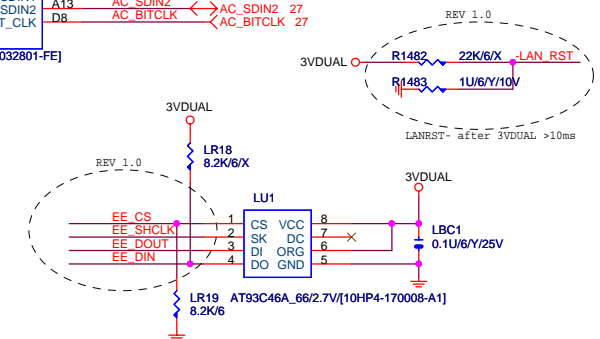 SDIN2 A13 AC_SDIN2 AC_SDIN2 27
T_CLK D8 AC_BITCLK AC_BITCLK 27
032801-FE]
REV 1.0
3VDUAL R1482 22K/6/X -LAN_RST
R1483 1U/6/Y/10V
LANRST- after 3VDUAL >10ms
3VDUAL
LR18
8.2K/6/X
REV 1.0
3VDUAL
LU1
EE_CS 1 CS VCC 8
EE_SHCLK 2 SK DC 7
EE_DOUT 3 DI ORG 6
EE_DIN 4 DO GND 5
LBC1
0.1U/6/Y/25V
LR19
8.2K/6
AT93C46A_66/2.7V/[10HP4-170008-A1]